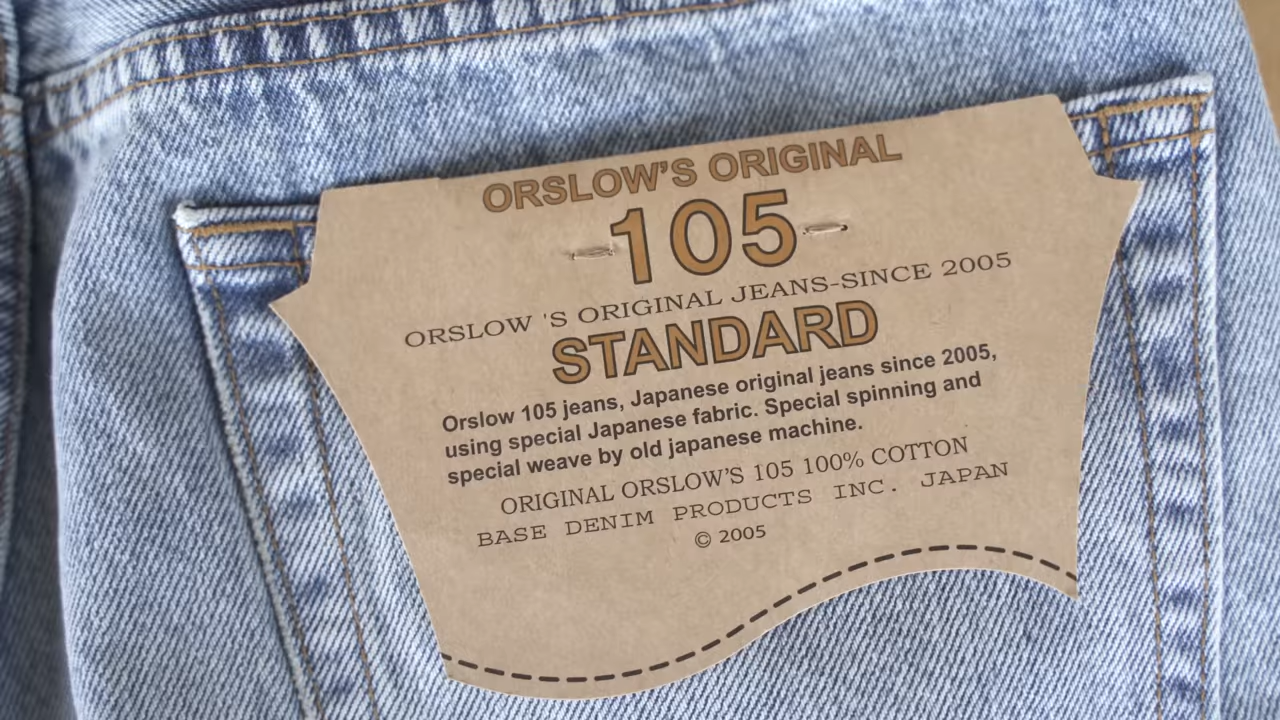 ORSLOW'S ORIGINAL
105
ORSLOW 'S ORIGINAL JEANS-SINCE 2005
STANDARD
Orslow 105 jeans, Japanese original jeans since 2005,
using special Japanese fabric. Special spinning and
special weave by old japanese machine.
ORIGINAL ORSLOW'S 105 100% COTTON
BASE DENIM PRODUCTS INC. JAPAN
© 2005